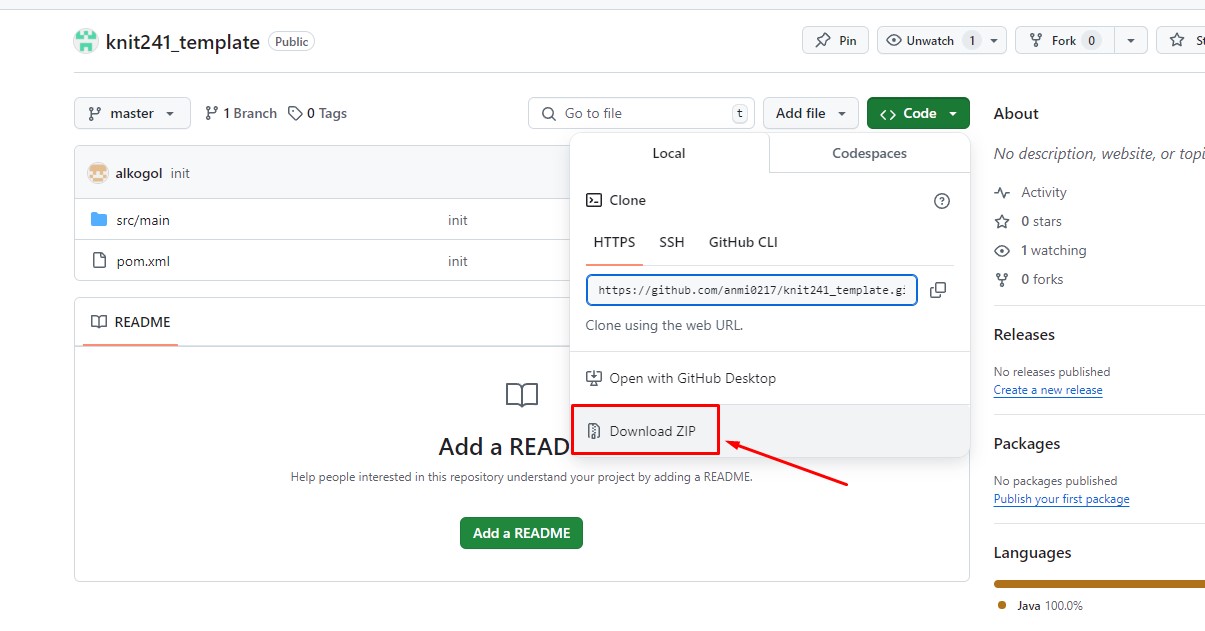 knit241_template Public
Pin
Unwatch 1
Fork 0
master
1 Branch
0 Tags
Go to file t
Add file
Code
alkogol init
src/main init
pom.xml init
README
Add a READ
Help people interested in this repository understand your project by adding a README.
Add a README
Local
Codespaces
Clone
HTTPS SSH GitHub CLI
https://github.com/anmi0217/knit241_template.gi
Clone using the web URL.
Open with GitHub Desktop
Download ZIP
About
No description, website, or topi
Activity
0 stars
1 watching
0 forks
Releases
No releases published
Create a new release
Packages
No packages published
Publish your first package
Languages
Java 100.0%